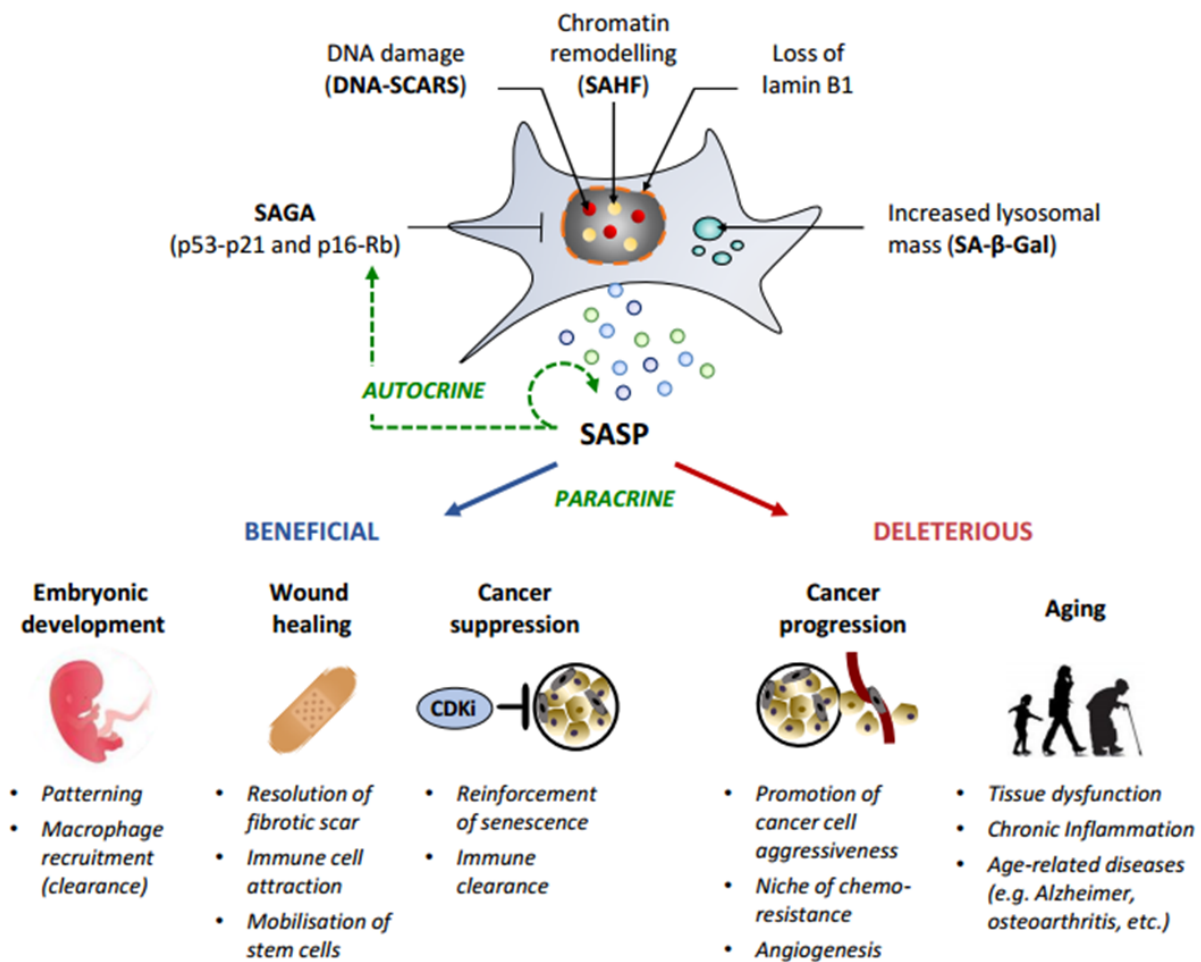 DNA damage
(DNA-SCARS)
Chromatin
remodelling
(SAHF)
Loss of
lamin B1
SAGA
(p53-p21 and p16-Rb)
Increased lysosomal
mass (SA-β-Gal)
AUTOCRINE
SASP
PARACRINE
BENEFICIAL
DELETERIOUS
Embryonic
development
• Patterning
• Macrophage
recruitment
(clearance)
Wound
healing
• Resolution of
fibrotic scar
• Immune cell
attraction
• Mobilisation of
stem cells
Cancer
suppression
CDKi
• Reinforcement
of senescence
• Immune
clearance
Cancer
progression
• Promotion of
cancer cell
aggressiveness
• Niche of chemo-
resistance
• Angiogenesis
Aging
• Tissue dysfunction
• Chronic Inflammation
• Age-related diseases
(e.g. Alzheimer,
osteoarthritis, etc.)